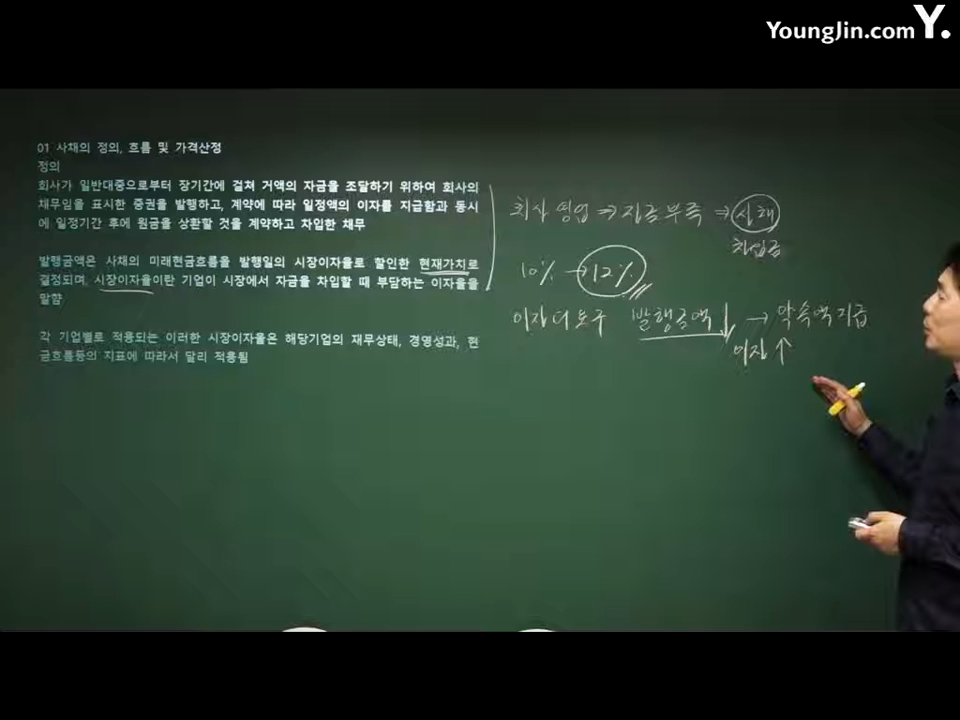 YoungJin.com Y.
01 사채의 정의, 흐름 및 가격산정
정의
회사가 일반대중으로부터 장기간에 걸쳐 거액의 자금을 조달하기 위하여 회사의
채무임을 표시한 증권을 발행하고, 계약에 따라 일정액의 이자를 지급함과 동시
에 일정기간 후에 원금을 상환할 것을 계약하고 차입한 채무
발행금액은 사채의 미래현금흐름을 발행일의 시장이자율로 할인한 현재가치로
결정되며, 시장이자율이란 기업이 시장에서 자금을 차입할 때 부담하는 이자율을
말함
각 기업별로 적용되는 이러한 시장이자율은 해당기업의 재무상태, 경영성과, 현
금흐름등의 지표에 따라서 달리 적용됨
회사 영업 ⇒ 자금부족 ⇒ 사채
차입금
10% → 12%
이자 더 요구 발행금액 ↓ → 약속액 지급
이자 ↑